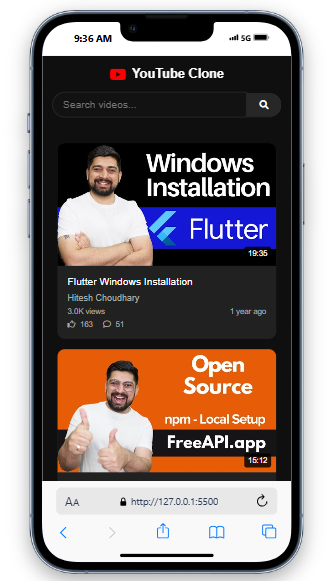 9:36 AM 5G
YouTube Clone
Search videos...
Windows
Installation
Flutter
19:35
Flutter Windows Installation
Hitesh Choudhary
3.0K views 1 year ago
163 51
Open
Source
npm - Local Setup
FreeAPI.app
15:12
AA http://127.0.0.1:5500